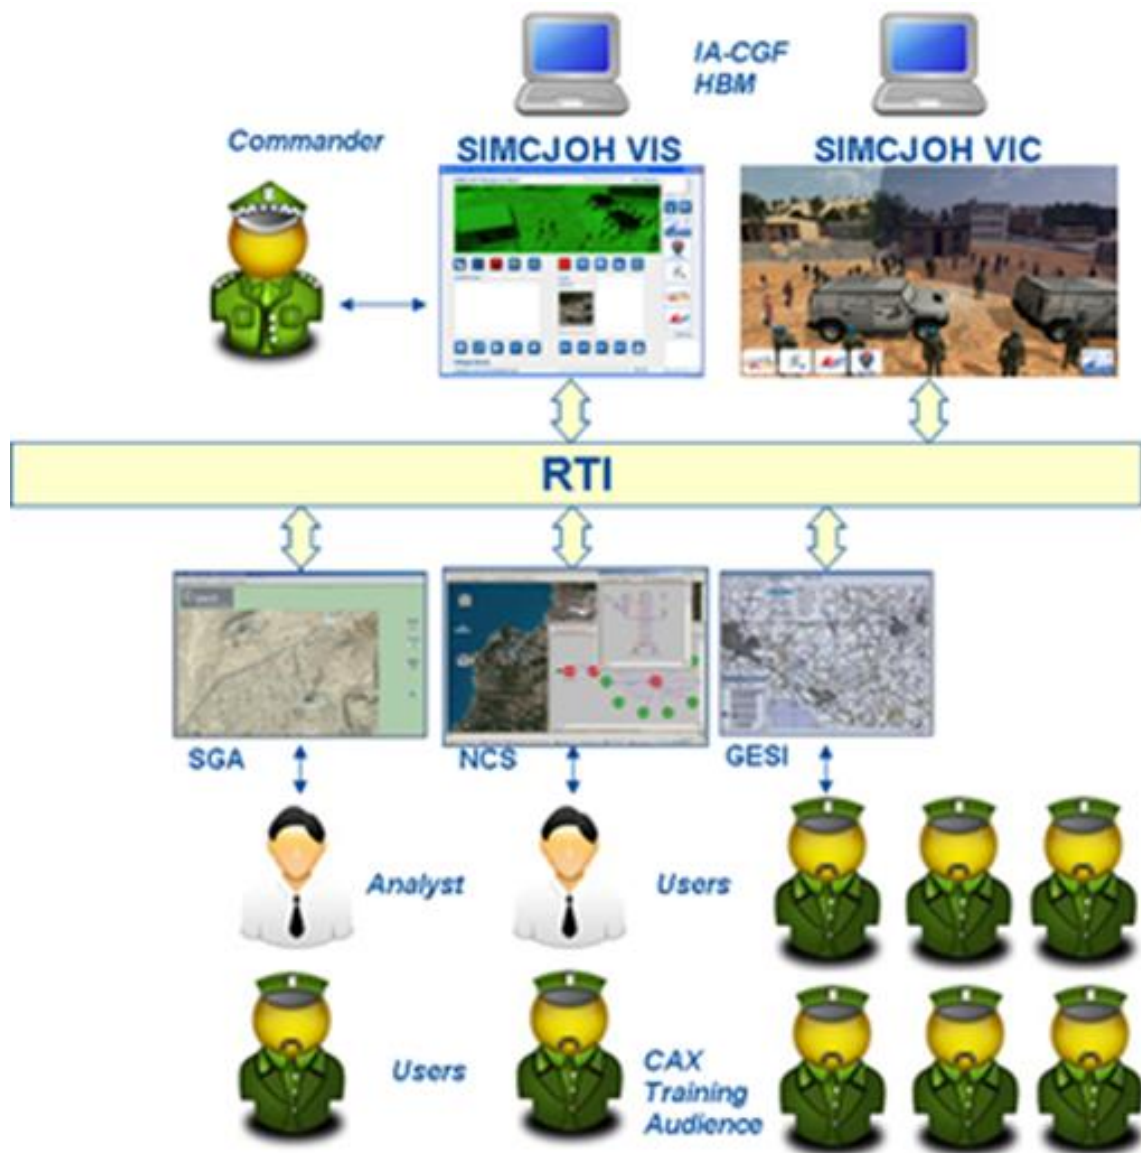 IA-CGF
HBM
Commander
SIMCJOH VIS
SIMCJOH VIC
RTI
SGA
NCS
GESI
Analyst
Users
Users
CAX
Training
Audience